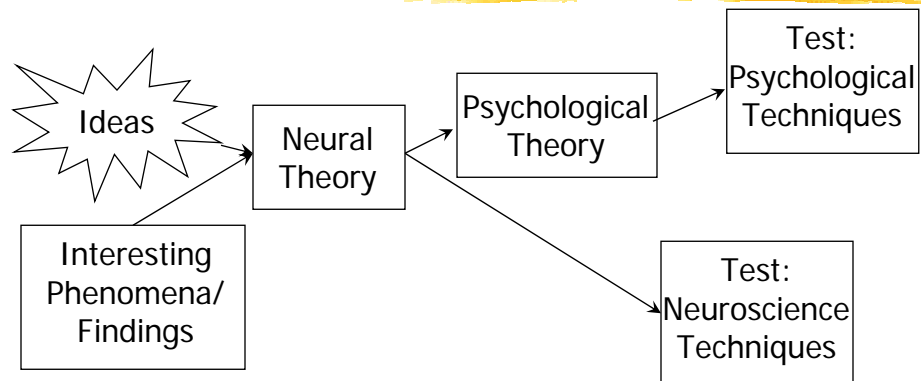 Ideas
Interesting
Phenomena/
Findings
Neural
Theory
Psychological
Theory
Test:
Psychological
Techniques
Test:
Neuroscience
Techniques